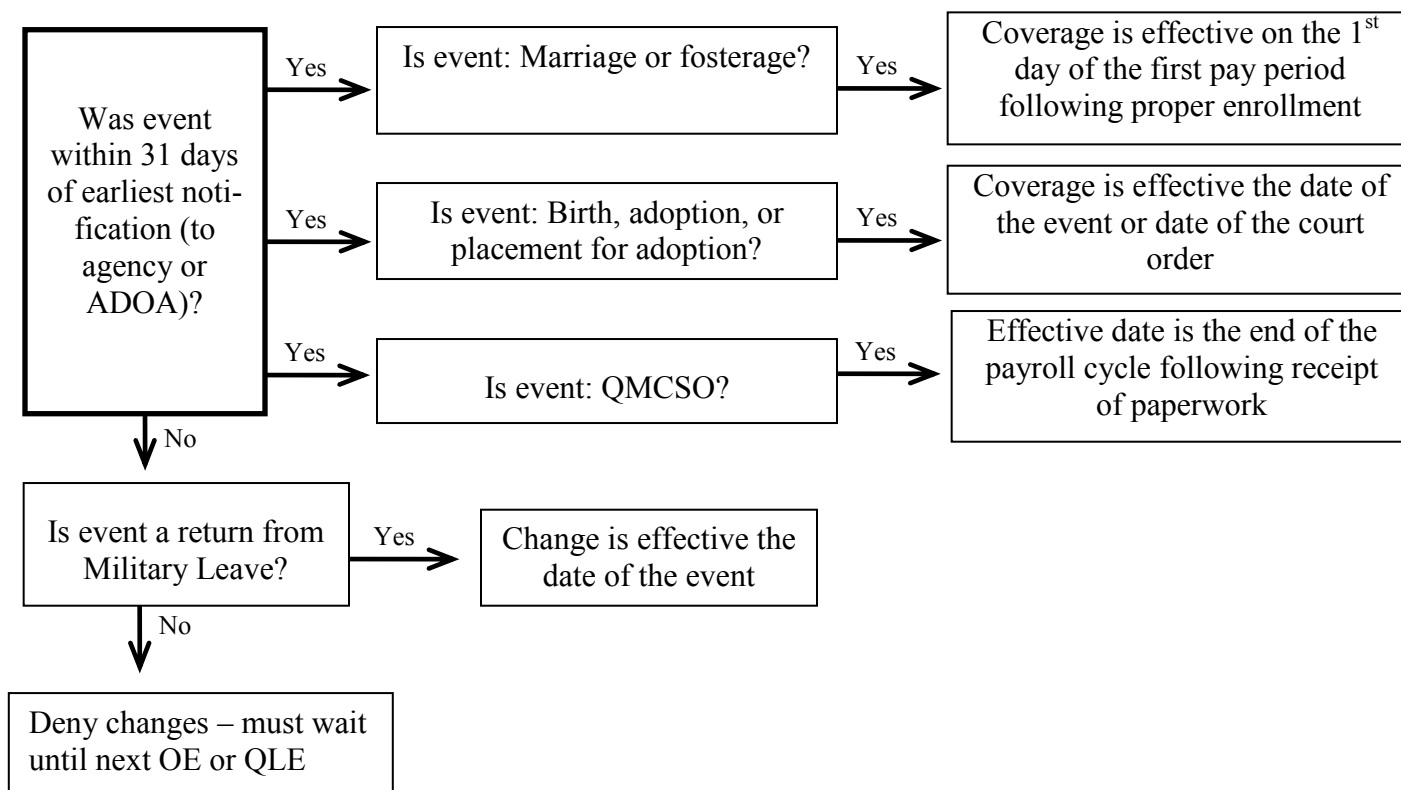 Was event
within 31 days
of earliest noti-
fication (to
agency or
ADOA)?
Yes
Is event: Marriage or fosterage?
Yes
Coverage is effective on the 1st
day of the first pay period
following proper enrollment
Yes
Is event: Birth, adoption, or
placement for adoption?
Yes
Coverage is effective the date of
the event or date of the court
order
Yes
Is event: QMCSO?
Yes
Effective date is the end of the
payroll cycle following receipt
of paperwork
No
Is event a return from
Military Leave?
Yes
Change is effective the
date of the event
No
Deny changes – must wait
until next OE or QLE